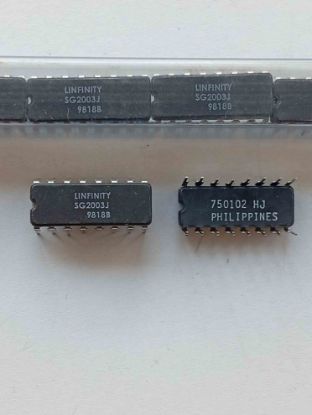 LINFINITY
SG2003J
9818B
LINFINITY
SG2003J
9818B
LINFINITY
SG2003J
9818B
750102 HJ
PHILIPPINES